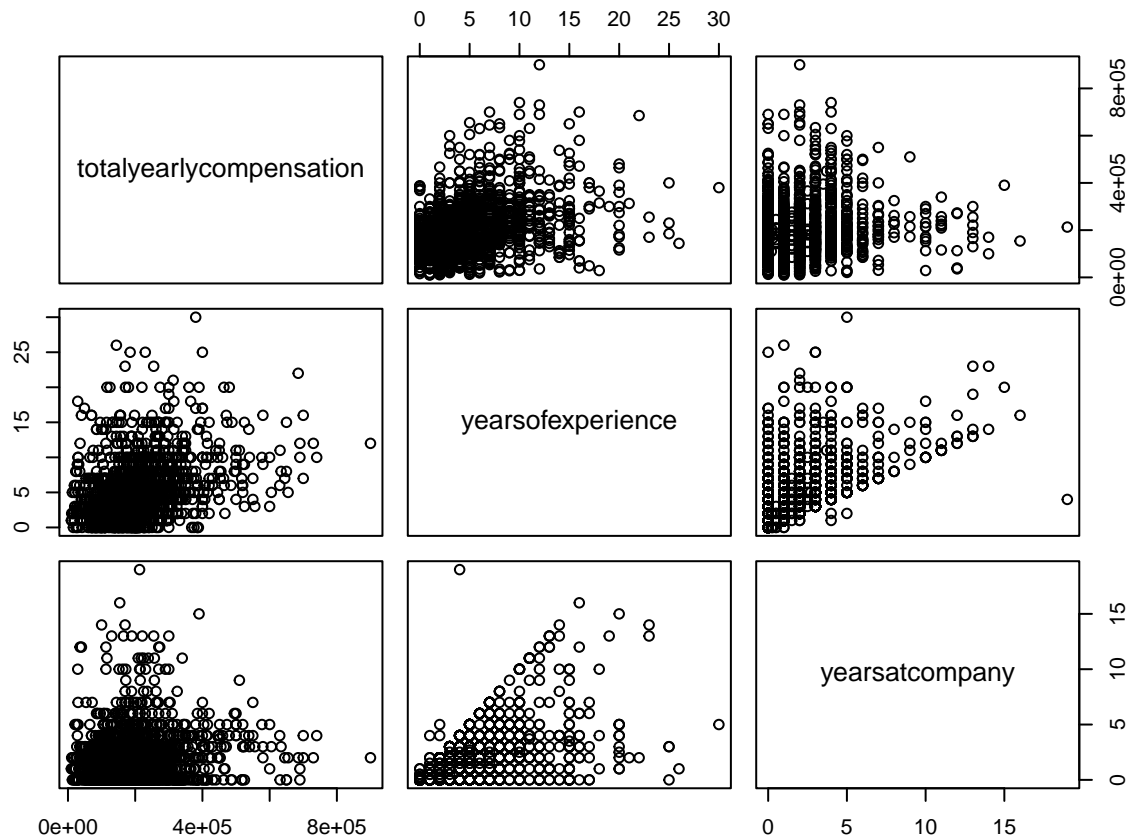 0 5 10 15 20 25 30
totalyearlycompensation
0e+00 4e+05 8e+05
0 5 15 25
yearsofexperience
yearsatcompany
0 5 10 15
0e+00 4e+05 8e+05
0 5 10 15